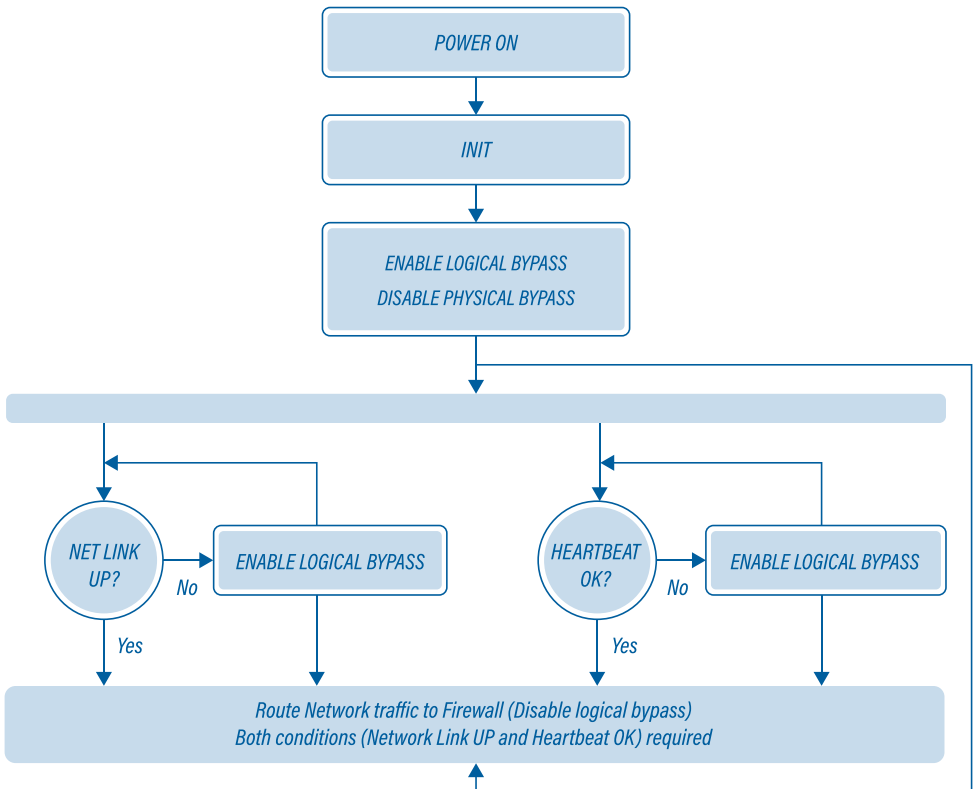 POWER ON
INIT
ENABLE LOGICAL BYPASS
DISABLE PHYSICAL BYPASS
NET LINK
UP?
No
ENABLE LOGICAL BYPASS
Yes
HEARTBEAT
OK?
No
ENABLE LOGICAL BYPASS
Yes
Route Network traffic to Firewall (Disable logical bypass)
Both conditions (Network Link UP and Heartbeat OK) required